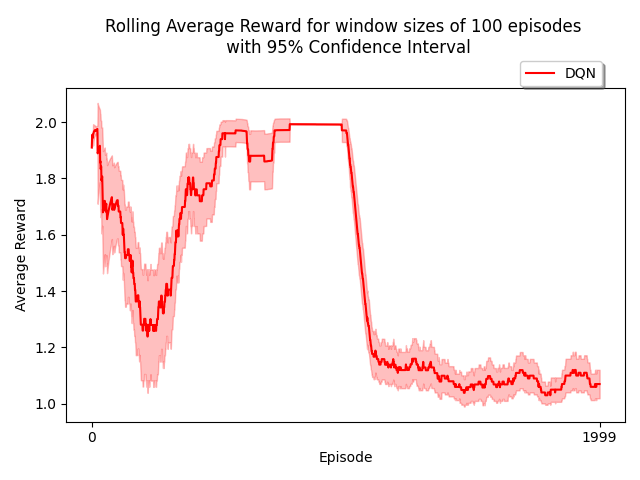 Rolling Average Reward for window sizes of 100 episodes
with 95% Confidence Interval
DQN
2.0
1.8
1.6
1.4
1.2
1.0
Average Reward
0
1999
Episode